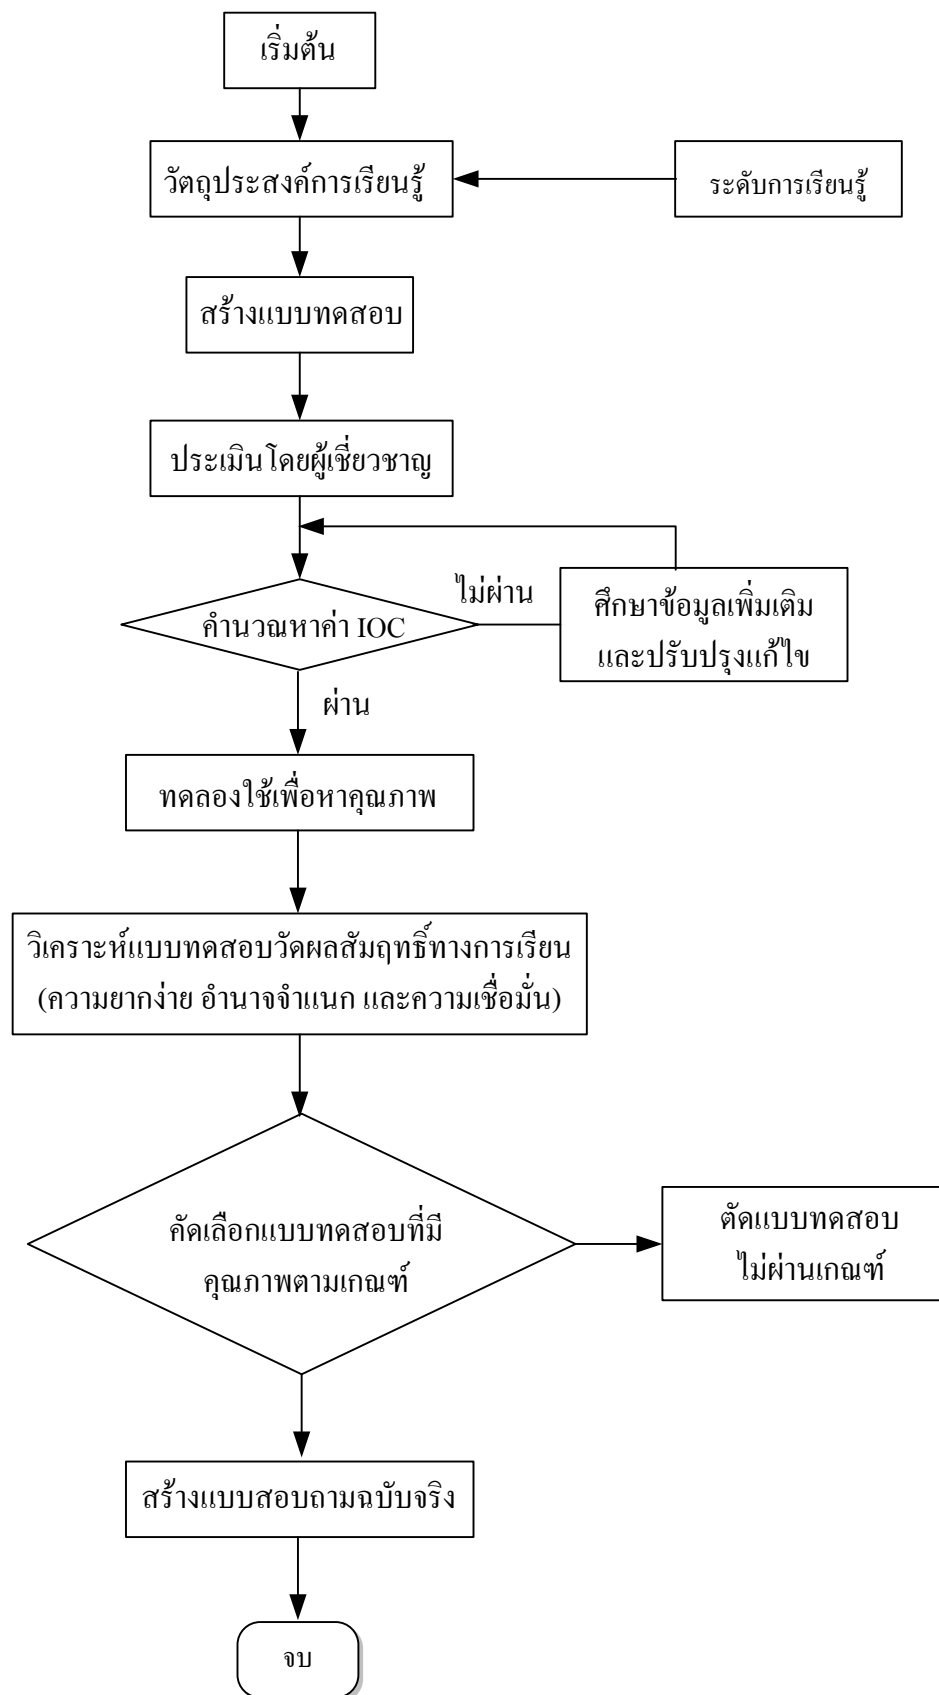 เริ่มต้น
วัตถุประสงค์การเรียนรู้
ระดับการเรียนรู้
สร้างแบบทดสอบ
ประเมินโดยผู้เชี่ยวชาญ
ไม่ผ่าน
ศึกษาข้อมูลเพิ่มเติม
และปรับปรุงแก้ไข
คำนวณหาค่า IOC
ผ่าน
ทดลองใช้เพื่อหาคุณภาพ
วิเคราะห์แบบทดสอบวัดผลสัมฤทธิ์ทางการเรียน
(ความยากง่าย อำนาจจำแนก และความเชื่อมั่น)
คัดเลือกแบบทดสอบที่มี
คุณภาพตามเกณฑ์
ตัดแบบทดสอบ
ไม่ผ่านเกณฑ์
สร้างแบบสอบถามฉบับจริง
จบ